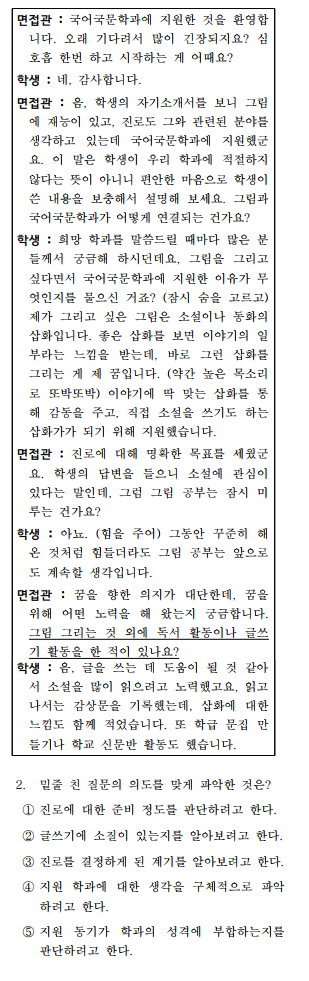 면접관 : 국어국문학과에 지원한 것을 환영합
니다. 오래 기다려서 많이 긴장되지요? 심
호흡 한번 하고 시작하는 게 어때요?
학생 : 네, 감사합니다.
면접관 : 음, 학생의 자기소개서를 보니 그림
에 재능이 있고, 진로도 그와 관련된 분야를
생각하고 있는데 국어국문학과에 지원했군
요. 이 말은 학생이 우리 학과에 적절하지
않다는 뜻이 아니니 편안한 마음으로 학생이
쓴 내용을 보충해서 설명해 보세요. 그림과
국어국문학과가 어떻게 연결되는 건가요?
학생 : 희망 학과를 말씀드릴 때마다 많은 분
들께서 궁금해 하시던데요, 그림을 그리고
싶다면서 국어국문학과에 지원한 이유가 무
엇인지를 물으신 거죠? (잠시 숨을 고르고)
제가 그리고 싶은 그림은 소설이나 동화의
삽화입니다. 좋은 삽화를 보면 이야기의 일
부라는 느낌을 받는데, 바로 그런 삽화를
그리는 게 제 꿈입니다. (약간 높은 목소리
로 또박또박) 이야기에 딱 맞는 삽화를 통
해 감동을 주고, 직접 소설을 쓰기도 하는
삽화가가 되기 위해 지원했습니다.
면접관 : 진로에 대해 명확한 목표를 세웠군
요. 학생의 답변을 들으니 소설에 관심이
있다는 말인데, 그럼 그림 공부는 잠시 미
루는 건가요?
학생 : 아뇨. (힘을 주어) 그동안 꾸준히 해
온 것처럼 힘들더라도 그림 공부는 앞으로
도 계속할 생각입니다.
면접관 : 꿈을 향한 의지가 대단한데, 꿈을
위해 어떤 노력을 해 왔는지 궁금합니다.
그림 그리는 것 외에 독서 활동이나 글쓰
기 활동을 한 적이 있나요?
학생 : 음, 글을 쓰는 데 도움이 될 것 같아
서 소설을 많이 읽으려고 노력했고요, 읽고
나서는 감상문을 기록했는데, 삽화에 대한
느낌도 함께 적었습니다. 또 학급 문집 만
들기나 학교 신문반 활동도 했습니다.
2. 밑줄 친 질문의 의도를 맞게 파악한 것은?
① 진로에 대한 준비 정도를 판단하려고 한다.
② 글쓰기에 소질이 있는지를 알아보려고 한다.
③ 진로를 결정하게 된 계기를 알아보려고 한다.
④ 지원 학과에 대한 생각을 구체적으로 파악
하려고 한다.
⑤ 지원 동기가 학과의 성격에 부합하는지를
판단하려고 한다.